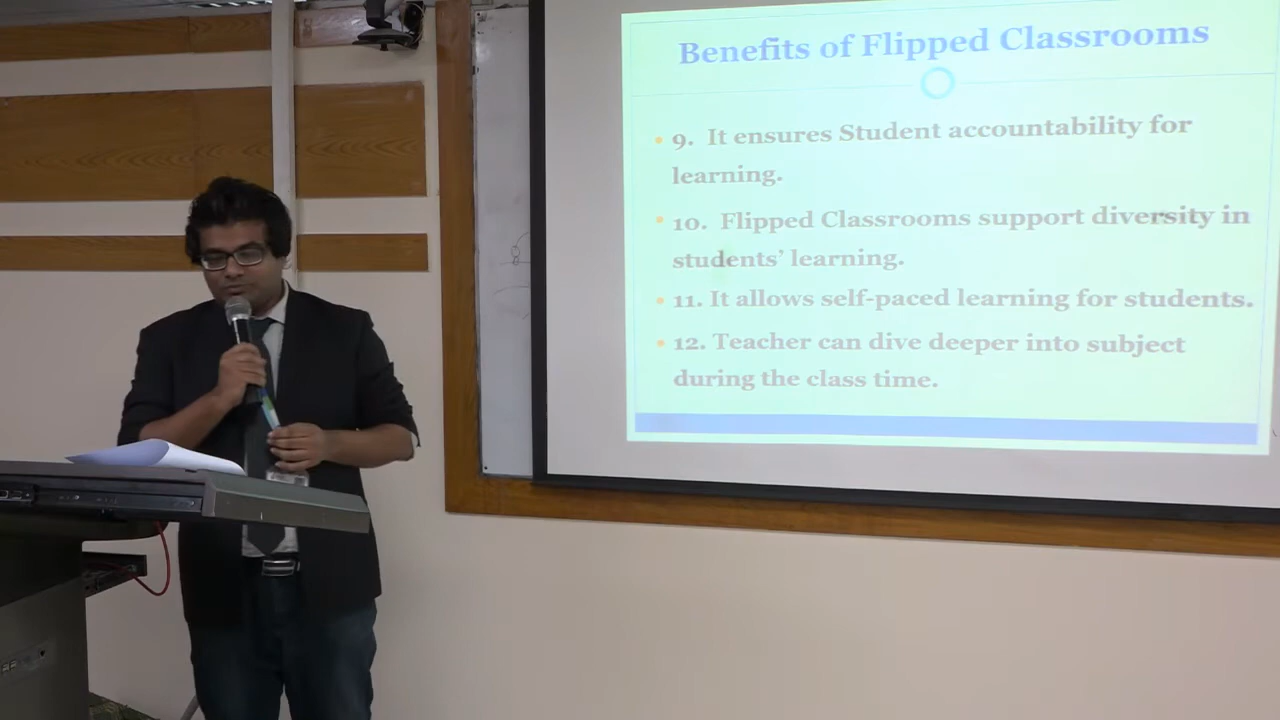 Benefits of Flipped Classrooms
• 9. It ensures Student accountability for
learning.
• 10. Flipped Classrooms support diversity in
students’ learning.
• 11. It allows self-paced learning for students.
• 12. Teacher can dive deeper into subject
during the class time.